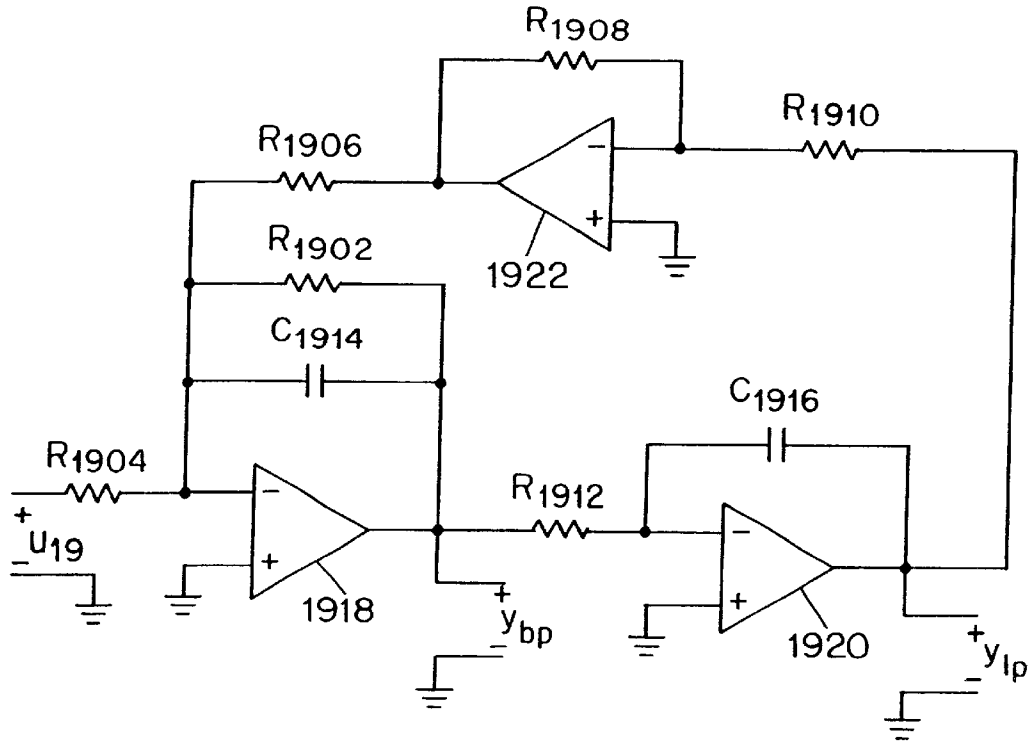 R1908
R1910
R1906
- +
1922
R1902
C1914
C1916
R1904
R1912
+ u19 -
- +
1918
+ ybp -
- +
1920
+ ylp -